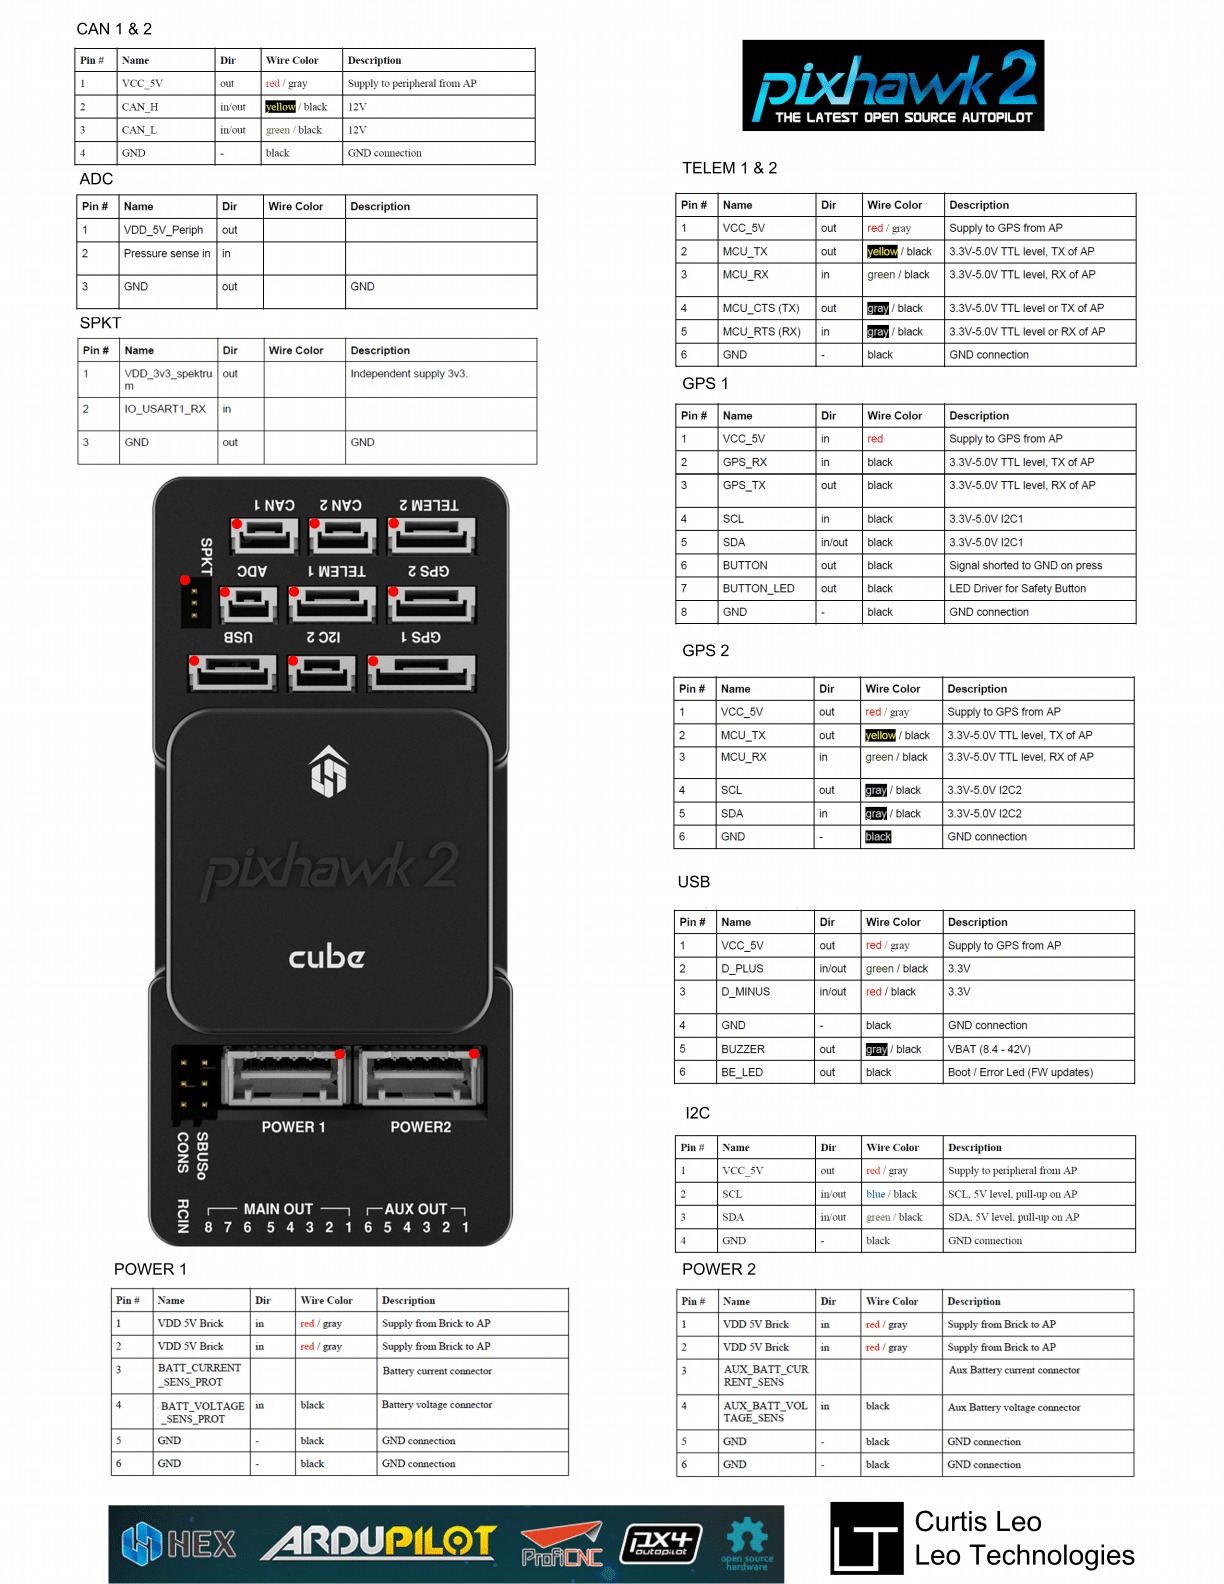 CAN 1 & 2
Pin # Name Dir Wire Color Description
1 VCC_5V out red / gray Supply to peripheral from AP
2 CAN_H in/out yellow / black 12V
3 CAN_L in/out green / black 12V
4 GND - black GND connection
ADC
Pin # Name Dir Wire Color Description
1 VDD_5V_Periph out
2 Pressure sense in in
3 GND out GND
SPKT
Pin # Name Dir Wire Color Description
1 VDD_3v3_spektru out Independent supply 3v3.
m
2 IO_USART1_RX in
3 GND out GND
pixhawk 2
THE LATEST OPEN SOURCE AUTOPILOT
TELEM 1 & 2
Pin # Name Dir Wire Color Description
1 VCC_5V out red / gray Supply to GPS from AP
2 MCU_TX out yellow / black 3.3V-5.0V TTL level, TX of AP
3 MCU_RX in green / black 3.3V-5.0V TTL level, RX of AP
4 MCU_CTS (TX) out gray / black 3.3V-5.0V TTL level or TX of AP
5 MCU_RTS (RX) in gray / black 3.3V-5.0V TTL level or RX of AP
6 GND - black GND connection
GPS 1
Pin # Name Dir Wire Color Description
1 VCC_5V in red Supply to GPS from AP
2 GPS_RX in black 3.3V-5.0V TTL level, TX of AP
3 GPS_TX out black 3.3V-5.0V TTL level, RX of AP
4 SCL in black 3.3V-5.0V I2C1
5 SDA in/out black 3.3V-5.0V I2C1
6 BUTTON out black Signal shorted to GND on press
7 BUTTON_LED out black LED Driver for Safety Button
8 GND - black GND connection
GPS 2
Pin # Name Dir Wire Color Description
1 VCC_5V out red / gray Supply to GPS from AP
2 MCU_TX out yellow / black 3.3V-5.0V TTL level, TX of AP
3 MCU_RX in green / black 3.3V-5.0V TTL level, RX of AP
4 SCL out gray / black 3.3V-5.0V I2C2
5 SDA in gray / black 3.3V-5.0V I2C2
6 GND - black GND connection
USB
Pin # Name Dir Wire Color Description
1 VCC_5V out red / gray Supply to GPS from AP
2 D_PLUS in/out green / black 3.3V
3 D_MINUS in/out red / black 3.3V
4 GND - black GND connection
5 BUZZER out gray / black VBAT (8.4 - 42V)
6 BE_LED out black Boot / Error Led (FW updates)
I2C
Pin # Name Dir Wire Color Description
1 VCC_5V out red / gray Supply to peripheral from AP
2 SCL in/out blue / black SCL, 5V level, pull-up on AP
3 SDA in/out green / black SDA, 5V level, pull-up on AP
4 GND - black GND connection
CAN 1 CAN 2 TELEM 2
SPKT
ADC TELEM 1 GPS 2
USB I2C 2 GPS 1
pixhawk 2
cube
POWER 1 POWER2
CONS SBUSo
RCIN
MAIN OUT AUX OUT
8 7 6 5 4 3 2 1 6 5 4 3 2 1
POWER 1
Pin # Name Dir Wire Color Description
1 VDD 5V Brick in red / gray Supply from Brick to AP
2 VDD 5V Brick in red / gray Supply from Brick to AP
3 BATT_CURRENT Battery current connector
_SENS_PROT
4 BATT_VOLTAGE in black Battery voltage connector
_SENS_PROT
5 GND - black GND connection
6 GND - black GND connection
POWER 2
Pin # Name Dir Wire Color Description
1 VDD 5V Brick in red / gray Supply from Brick to AP
2 VDD 5V Brick in red / gray Supply from Brick to AP
3 AUX_BATT_CUR Aux Battery current connector
RENT_SENS
4 AUX_BATT_VOL in black Aux Battery voltage connector
TAGE_SENS
5 GND - black GND connection
6 GND - black GND connection
HEX ARDUPILOT ProfiCNC px4 autopilot open source hardware
LT
Curtis Leo
Leo Technologies